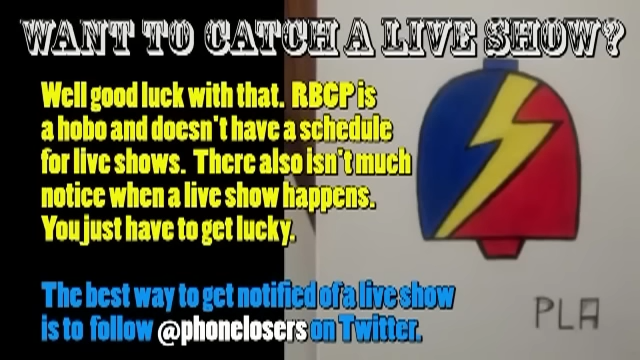 WANT TO CATCH A LIVE SHOW?
Well good luck with that. RBCP is
a hobo and doesn't have a schedule
for live shows. There also isn't much
notice when a live show happens.
You just have to get lucky.
The best way to get notified of a live show
is to follow @phonelosers on Twitter.
PLA